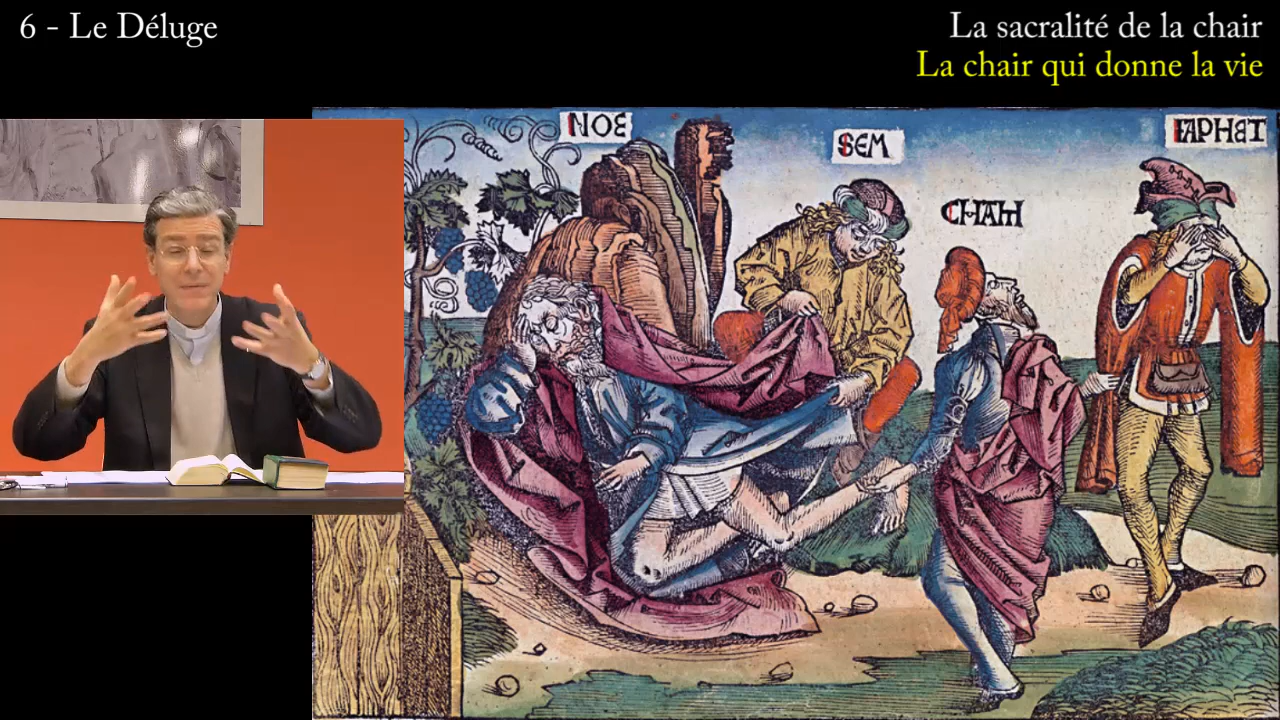 6 - Le Déluge
La sacralité de la chair
La chair qui donne la vie
NOE
SEM
CHAM
IAPHET